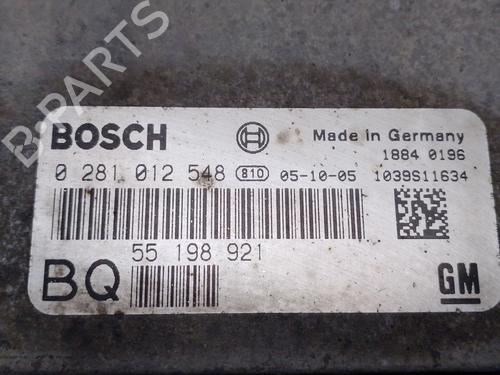 B-PARTS
BOSCH
Made in Germany
1884 0196
0 281 012 548 810 05-10-05 1039S11634
55 198 921
BQ
GM